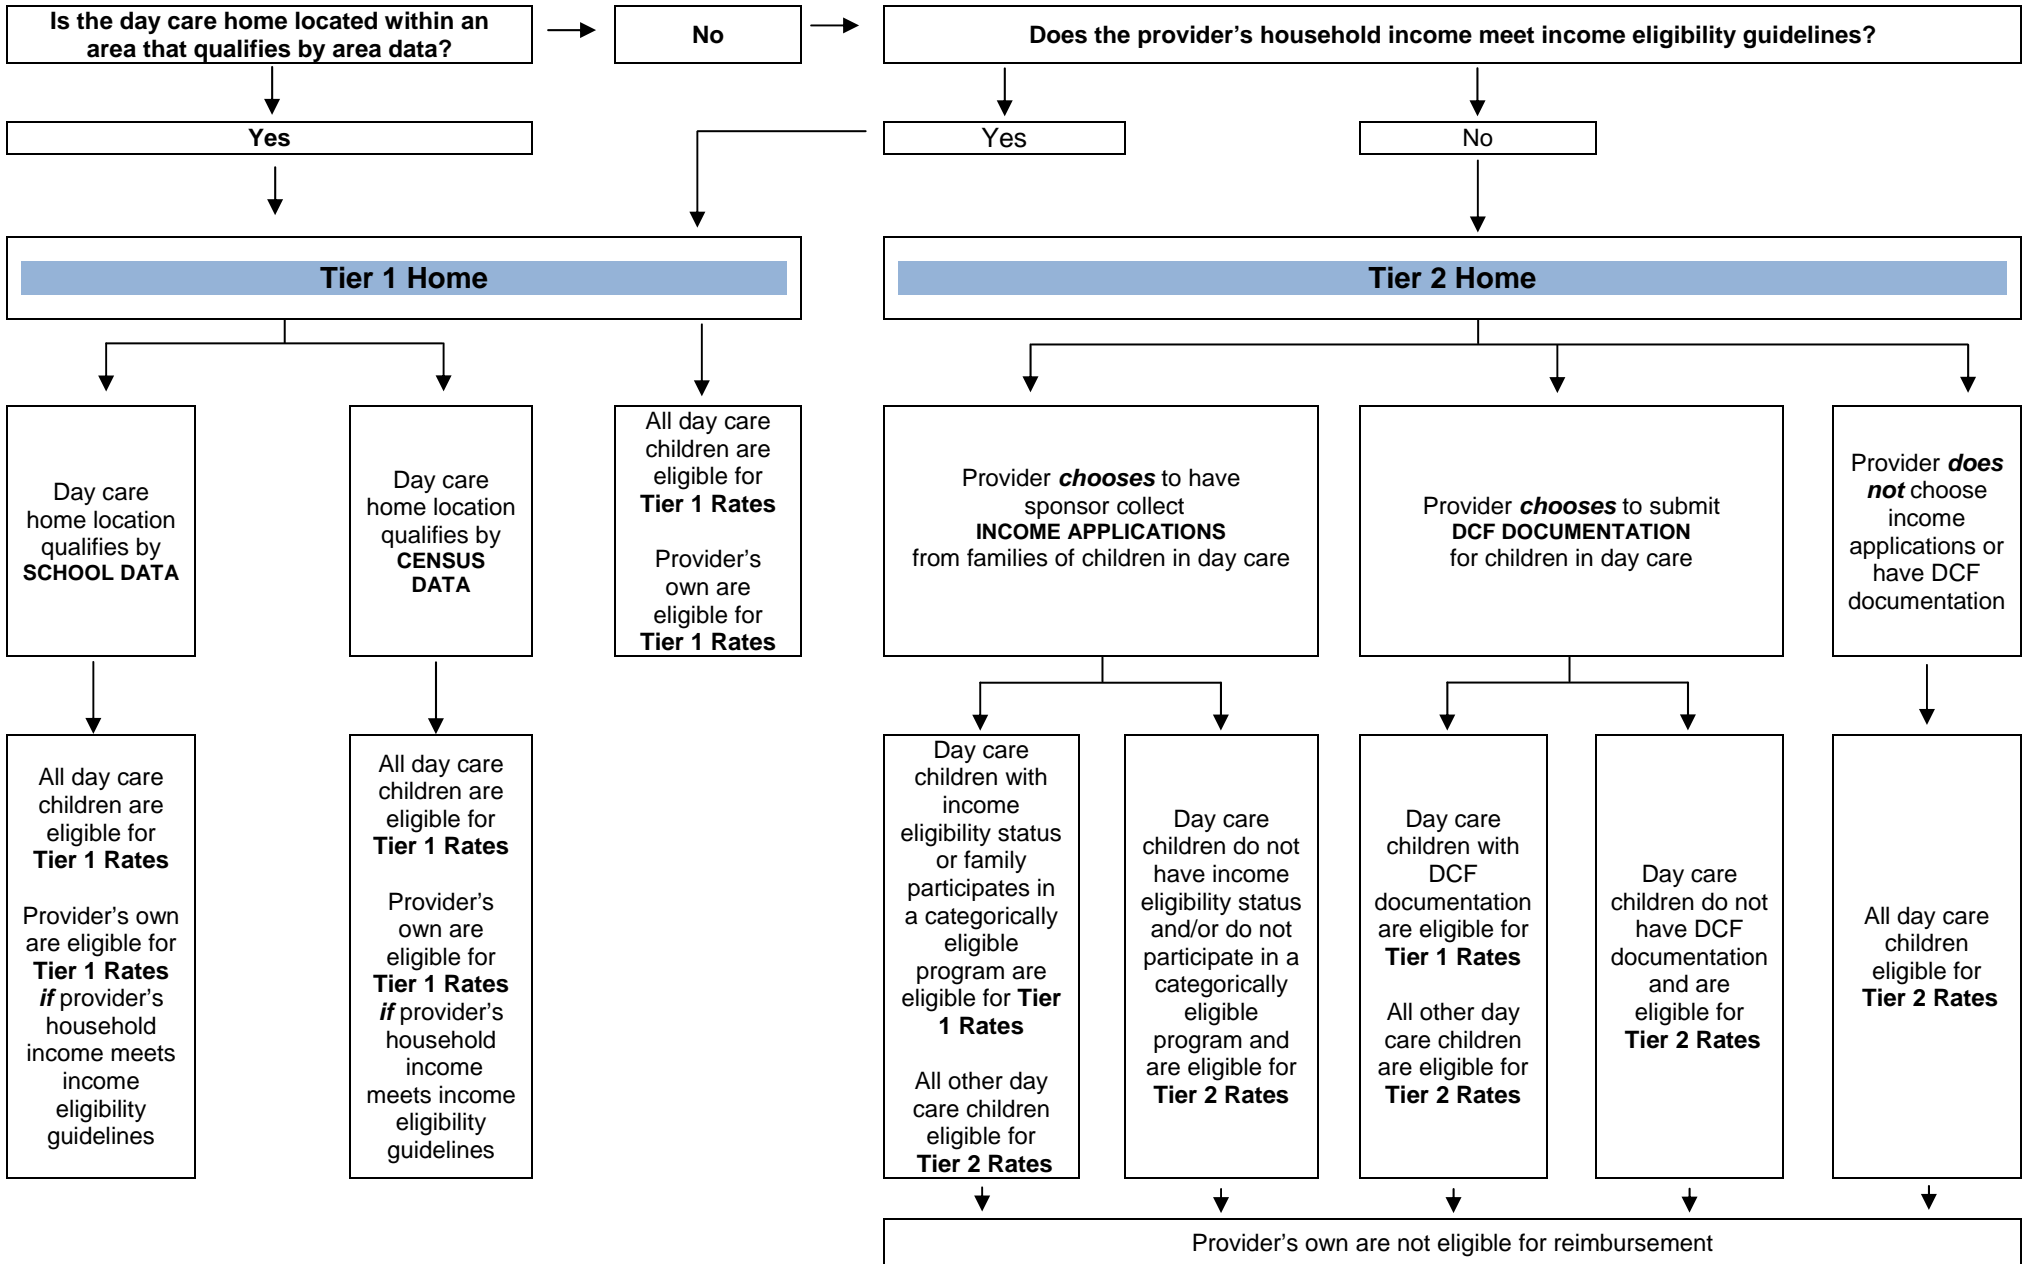 Is the day care home located within an
area that qualifies by area data?
No
Does the provider's household income meet income eligibility guidelines?
Yes
Yes
No
Tier 1 Home
Tier 2 Home
Day care
home location
qualifies by
SCHOOL DATA
Day care
home location
qualifies by
CENSUS
DATA
All day care
children are
eligible for
Tier 1 Rates
Provider's
own are
eligible for
Tier 1 Rates
Provider chooses to have
sponsor collect
INCOME APPLICATIONS
from families of children in day care
Provider chooses to submit
DCF DOCUMENTATION
for children in day care
Provider does
not choose
income
applications or
have DCF
documentation
All day care
children are
eligible for
Tier 1 Rates
Provider's own
are eligible for
Tier 1 Rates
if provider's
household
income meets
income
eligibility
guidelines
All day care
children are
eligible for
Tier 1 Rates
Provider's
own are
eligible for
Tier 1 Rates
if provider's
household
income
meets income
eligibility
guidelines
Day care
children with
income
eligibility status
or family
participates in
a categorically
eligible
program are
eligible for Tier
1 Rates
All other day
care children
eligible for
Tier 2 Rates
Day care
children do not
have income
eligibility status
and/or do not
participate in a
categorically
eligible
program and
are eligible for
Tier 2 Rates
Day care
children with
DCF
documentation
are eligible for
Tier 1 Rates
All other day
care children
are eligible for
Tier 2 Rates
Day care
children do not
have DCF
documentation
and are
eligible for
Tier 2 Rates
All day care
children
eligible for
Tier 2 Rates
Provider's own are not eligible for reimbursement